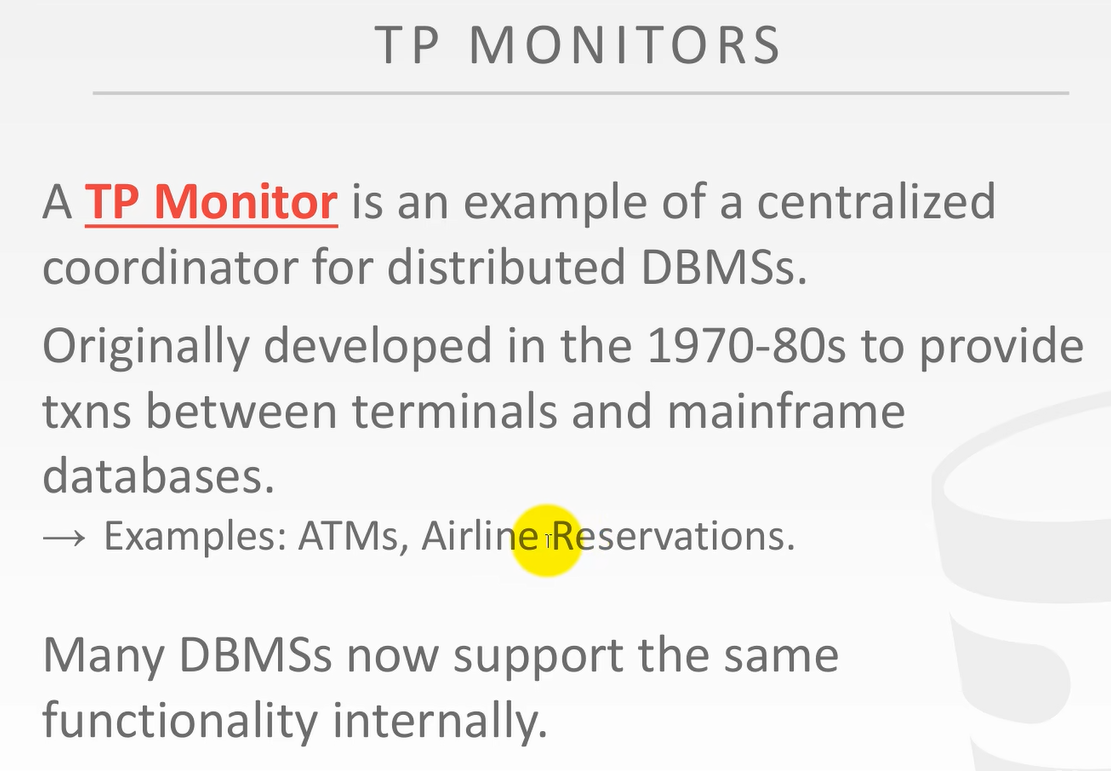 TP MONITORS
A TP Monitor is an example of a centralized
coordinator for distributed DBMSs.
Originally developed in the 1970-80s to provide
txns between terminals and mainframe
databases.
→ Examples: ATMs, Airline Reservations.
Many DBMSs now support the same
functionality internally.